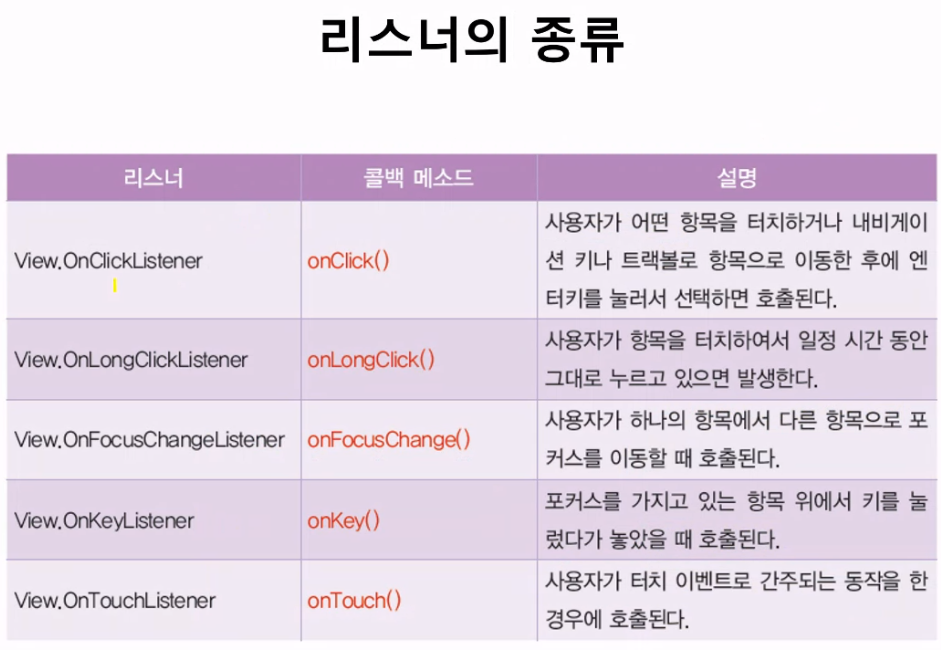 리스너의 종류
리스너 콜백 메소드 설명
View.OnClickListener onClick() 사용자가 어떤 항목을 터치하거나 내비게이
션 키나 트랙볼로 항목으로 이동한 후에 엔
터키를 눌러서 선택하면 호출된다.
View.OnLongClickListener onLongClick() 사용자가 항목을 터치하여서 일정 시간 동안
그대로 누르고 있으면 발생한다.
View.OnFocusChangeListener onFocusChange() 사용자가 하나의 항목에서 다른 항목으로 포
커스를 이동할 때 호출된다.
View.OnKeyListener onKey() 포커스를 가지고 있는 항목 위에서 키를 눌
렀다가 놓았을 때 호출된다.
View.OnTouchListener onTouch() 사용자가 터치 이벤트로 간주되는 동작을 한
경우에 호출된다.